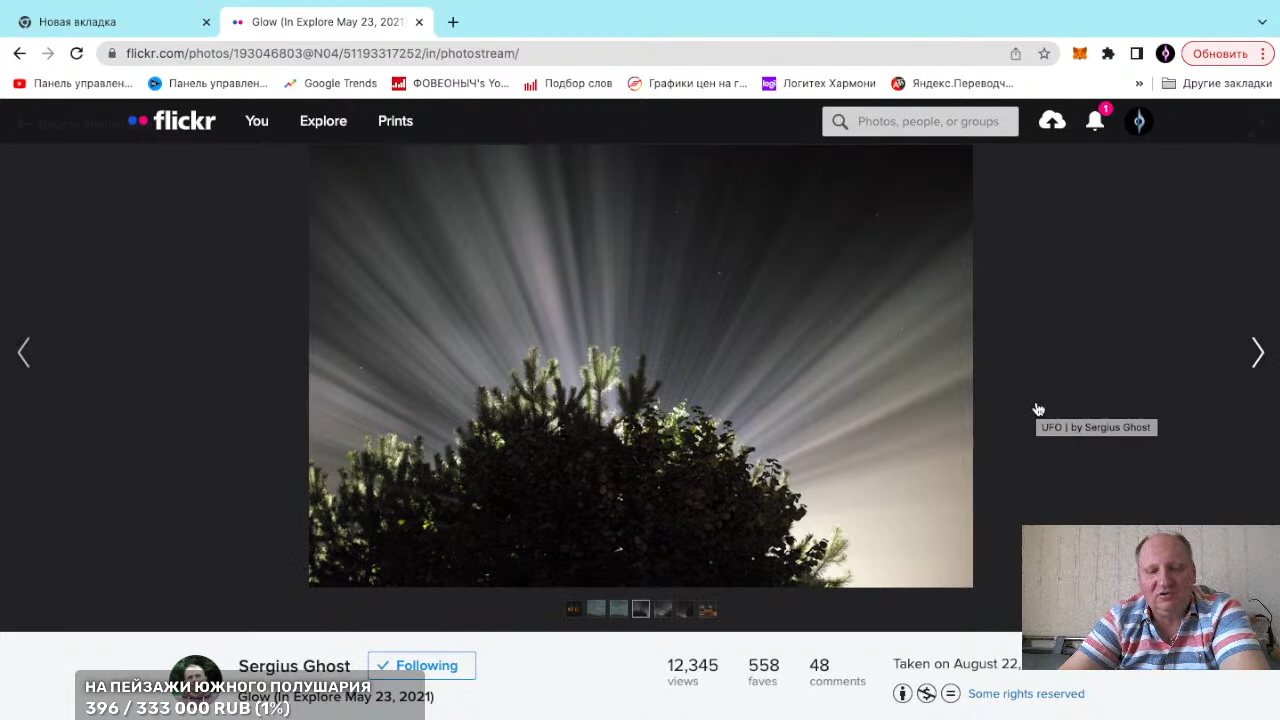 Новая вкладка
Glow (In Explore May 23, 2021
flickr.com/photos/193046803@N04/51193317252/in/photostream/
Обновить
Панель управлен...
Панель управлен...
Google Trends
ФОВЕОНН's Yo...
Подбор слов
Графики цен на г...
Логитех Хармони
Яндекс.Переводч...
»
Другие закладки
flickr
You
Explore
Prints
Photos, people, or groups
1
UFO | by Sergius Ghost
Sergius Ghost
Following
Glow (In Explore May 23, 2021)
12,345
views
558
faves
48
comments
Taken on August 22,
Some rights reserved
НА ПЕЙЗАЖИ ЮЖНОГО ПОЛУШАРИЯ
396 / 333 000 RUB (1%)